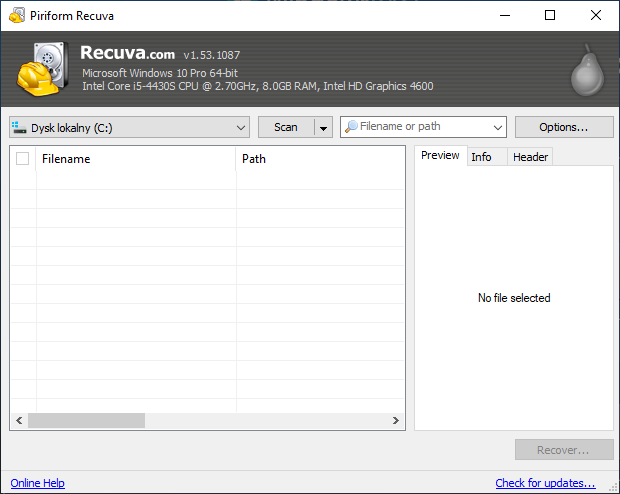 Piriform Recuva
Recuva.com v1.53.1087
Microsoft Windows 10 Pro 64-bit
Intel Core i5-4430S CPU @ 2.70GHz, 8.0GB RAM, Intel HD Graphics 4600
Dysk lokalny (C:) Scan Filename or path Options...
Filename Path Preview Info Header
No file selected
Recover...
Online Help Check for updates...